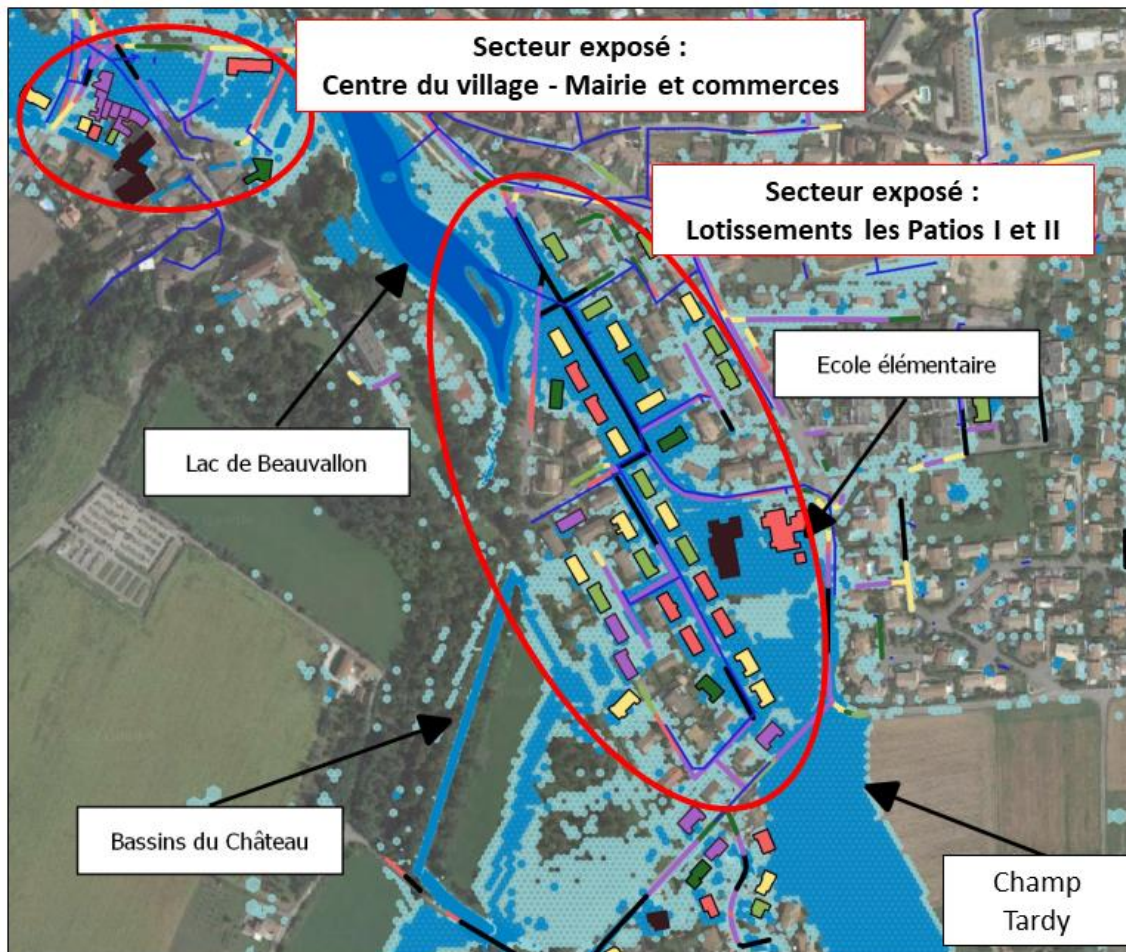 Secteur exposé :
Centre du village - Mairie et commerces
Secteur exposé :
Lotissements les Patios I et II
Ecole élémentaire
Lac de Beauvallon
Bassins du Château
Champ
Tardy